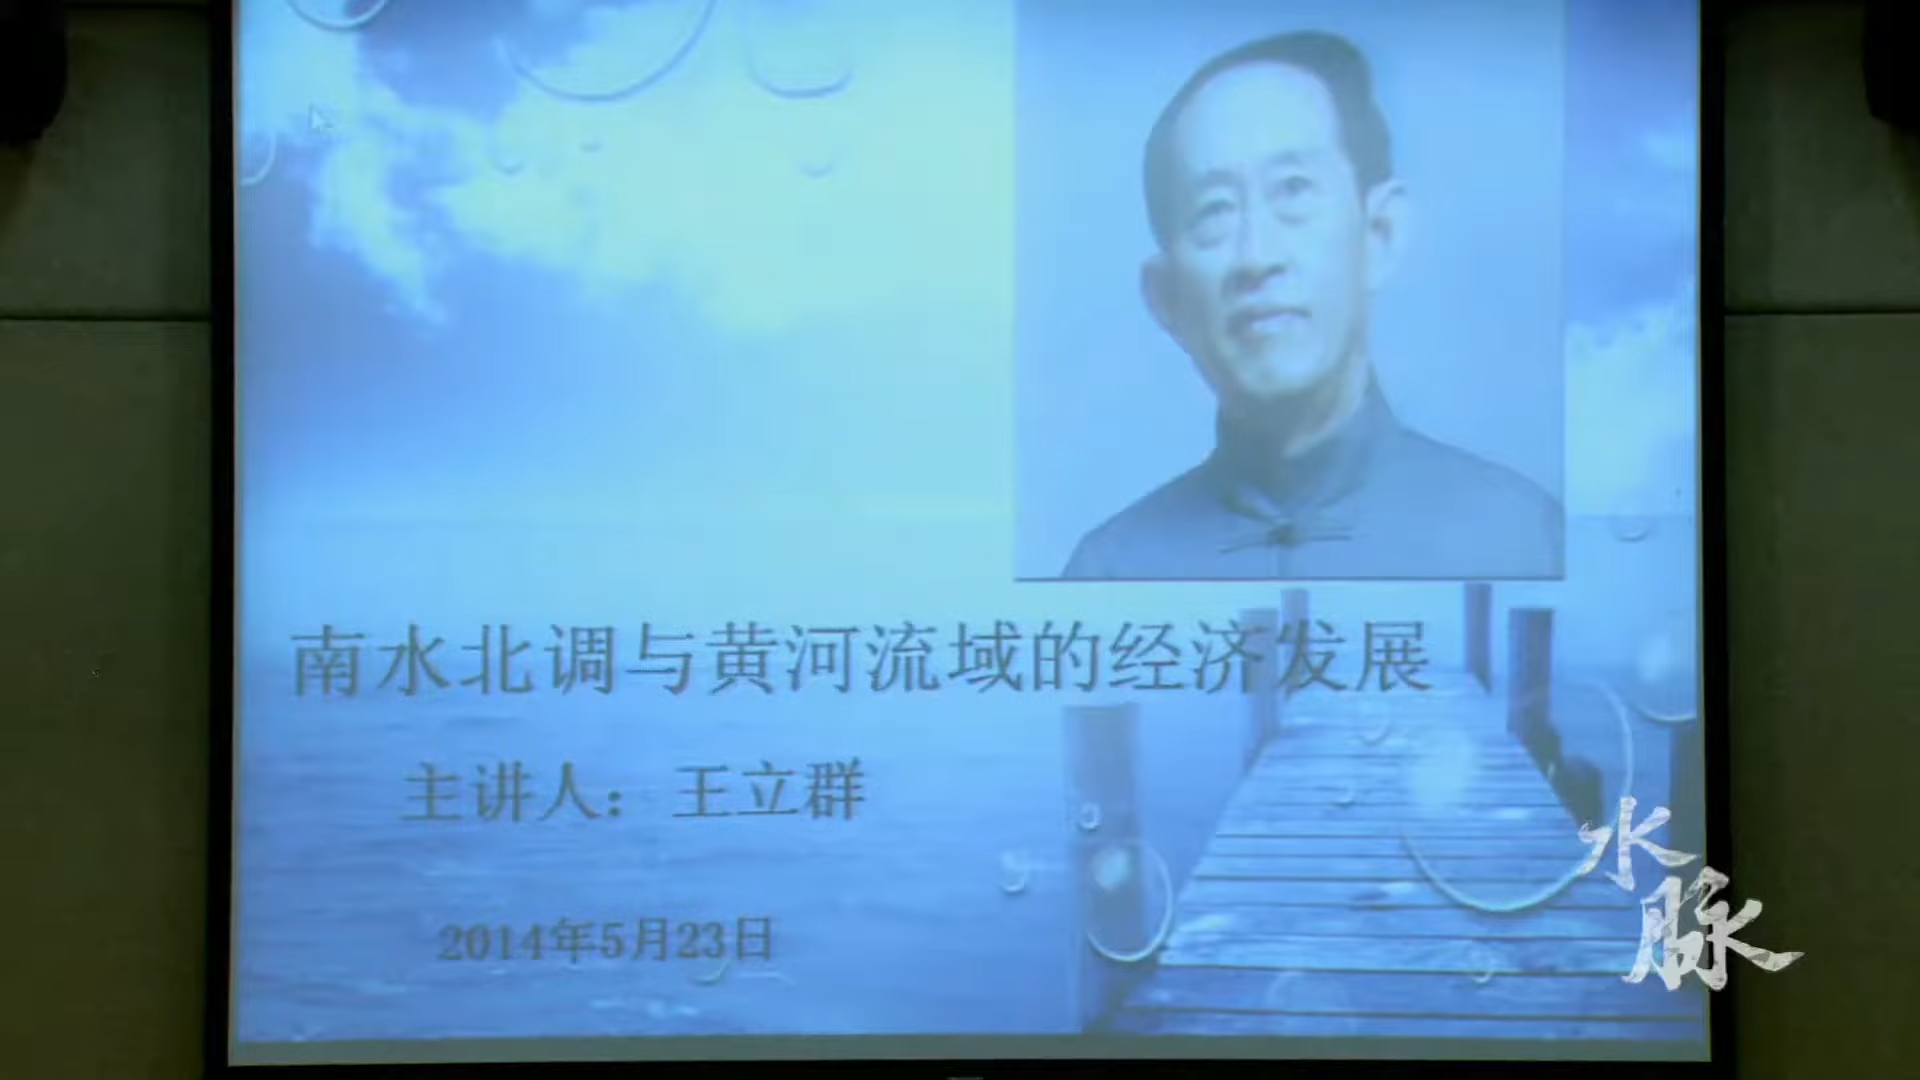 南水北调与黄河流域的经济发展
主讲人：王立群
2014年5月23日
水
脉